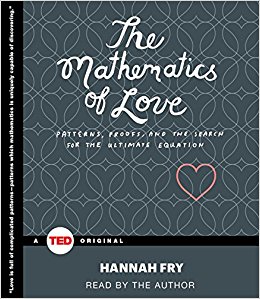 The
Mathematics
of Love
PATTERNS, PROOFS, AND THE SEARCH
FOR THE ULTIMATE EQUATION
A TED ORIGINAL
HANNAH FRY
READ BY THE AUTHOR
"Love is full of complicated patterns—patterns which mathematics is uniquely capable of discovering."